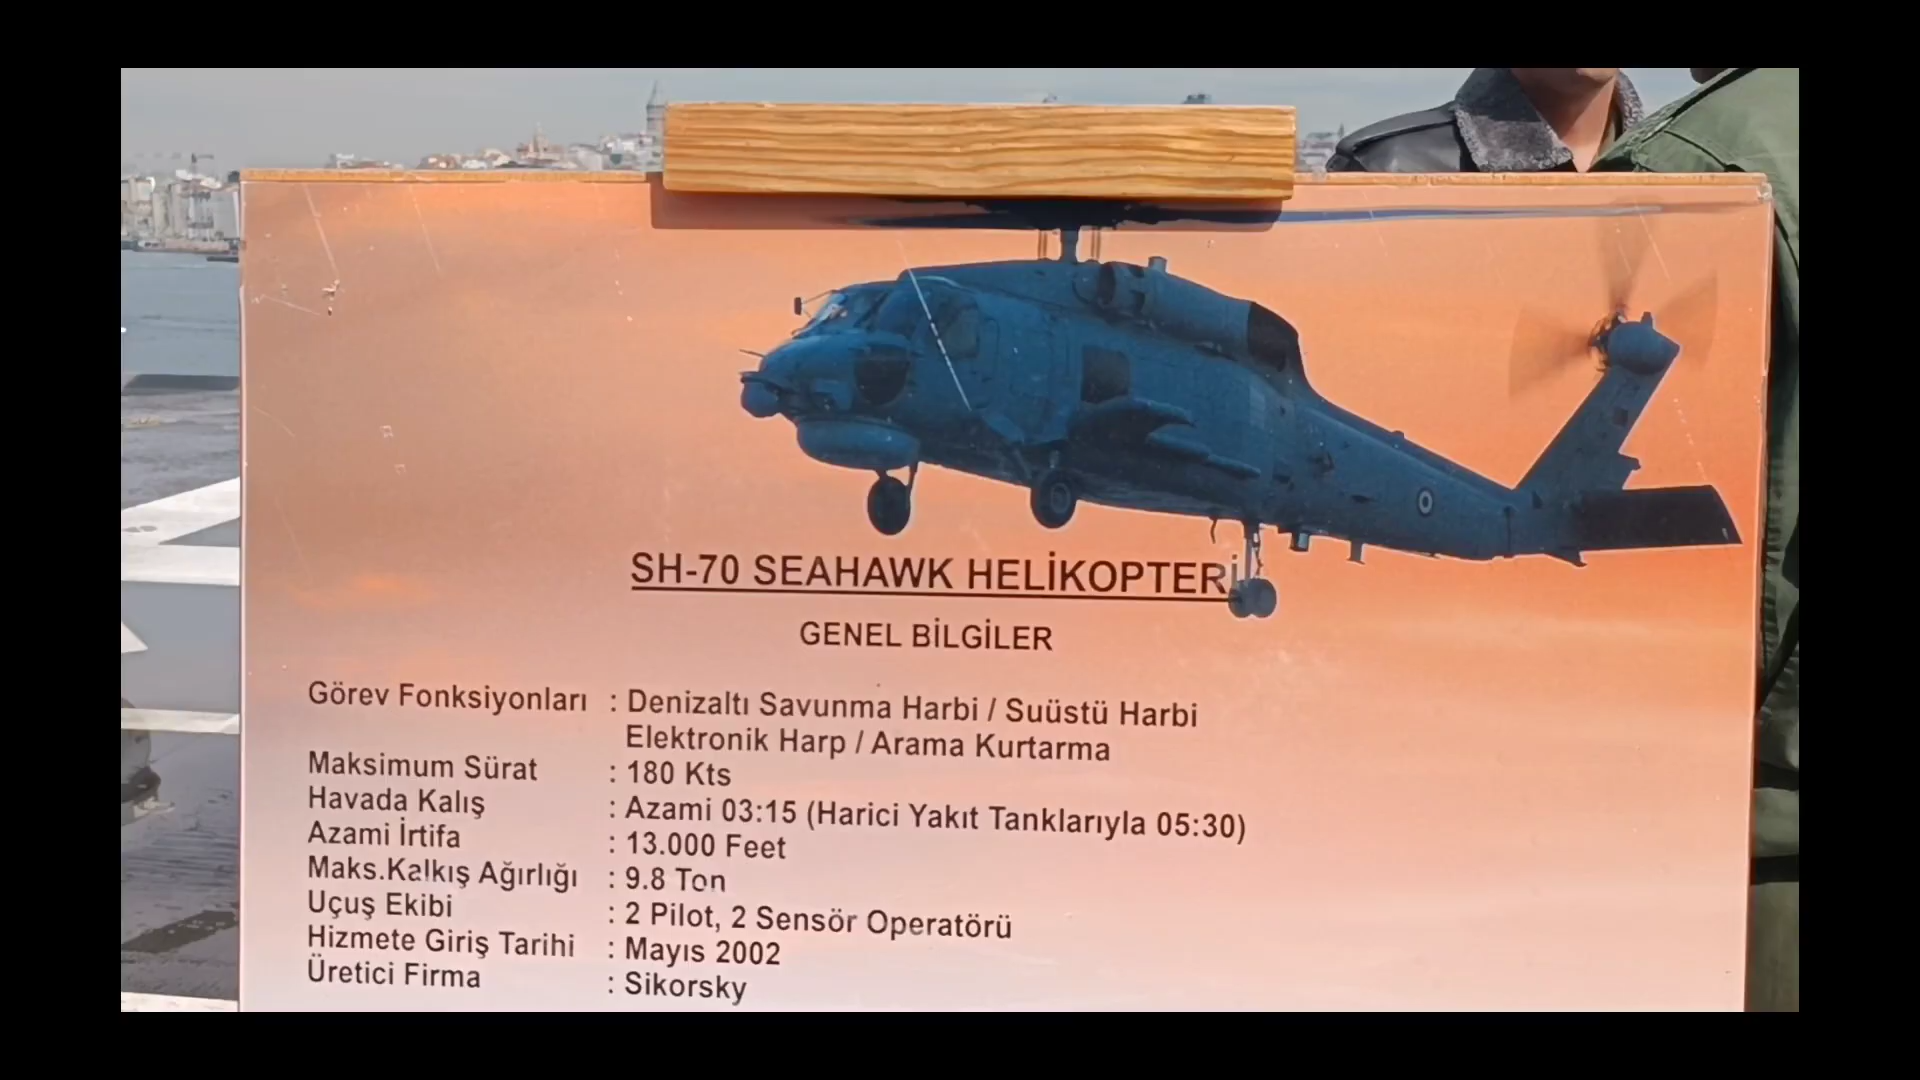 SH-70 SEAHAWK HELİKOPTERİ
GENEL BİLGİLER
Görev Fonksiyonları : Denizaltı Savunma Harbi / Suüstü Harbi
Elektronik Harp / Arama Kurtarma
Maksimum Sürat : 180 Kts
Havada Kalış : Azami 03:15 (Harici Yakıt Tanklarıyla 05:30)
Azami İrtifa : 13.000 Feet
Maks.Kalkış Ağırlığı : 9.8 Ton
Uçuş Ekibi : 2 Pilot, 2 Sensör Operatörü
Hizmete Giriş Tarihi : Mayıs 2002
Üretici Firma : Sikorsky